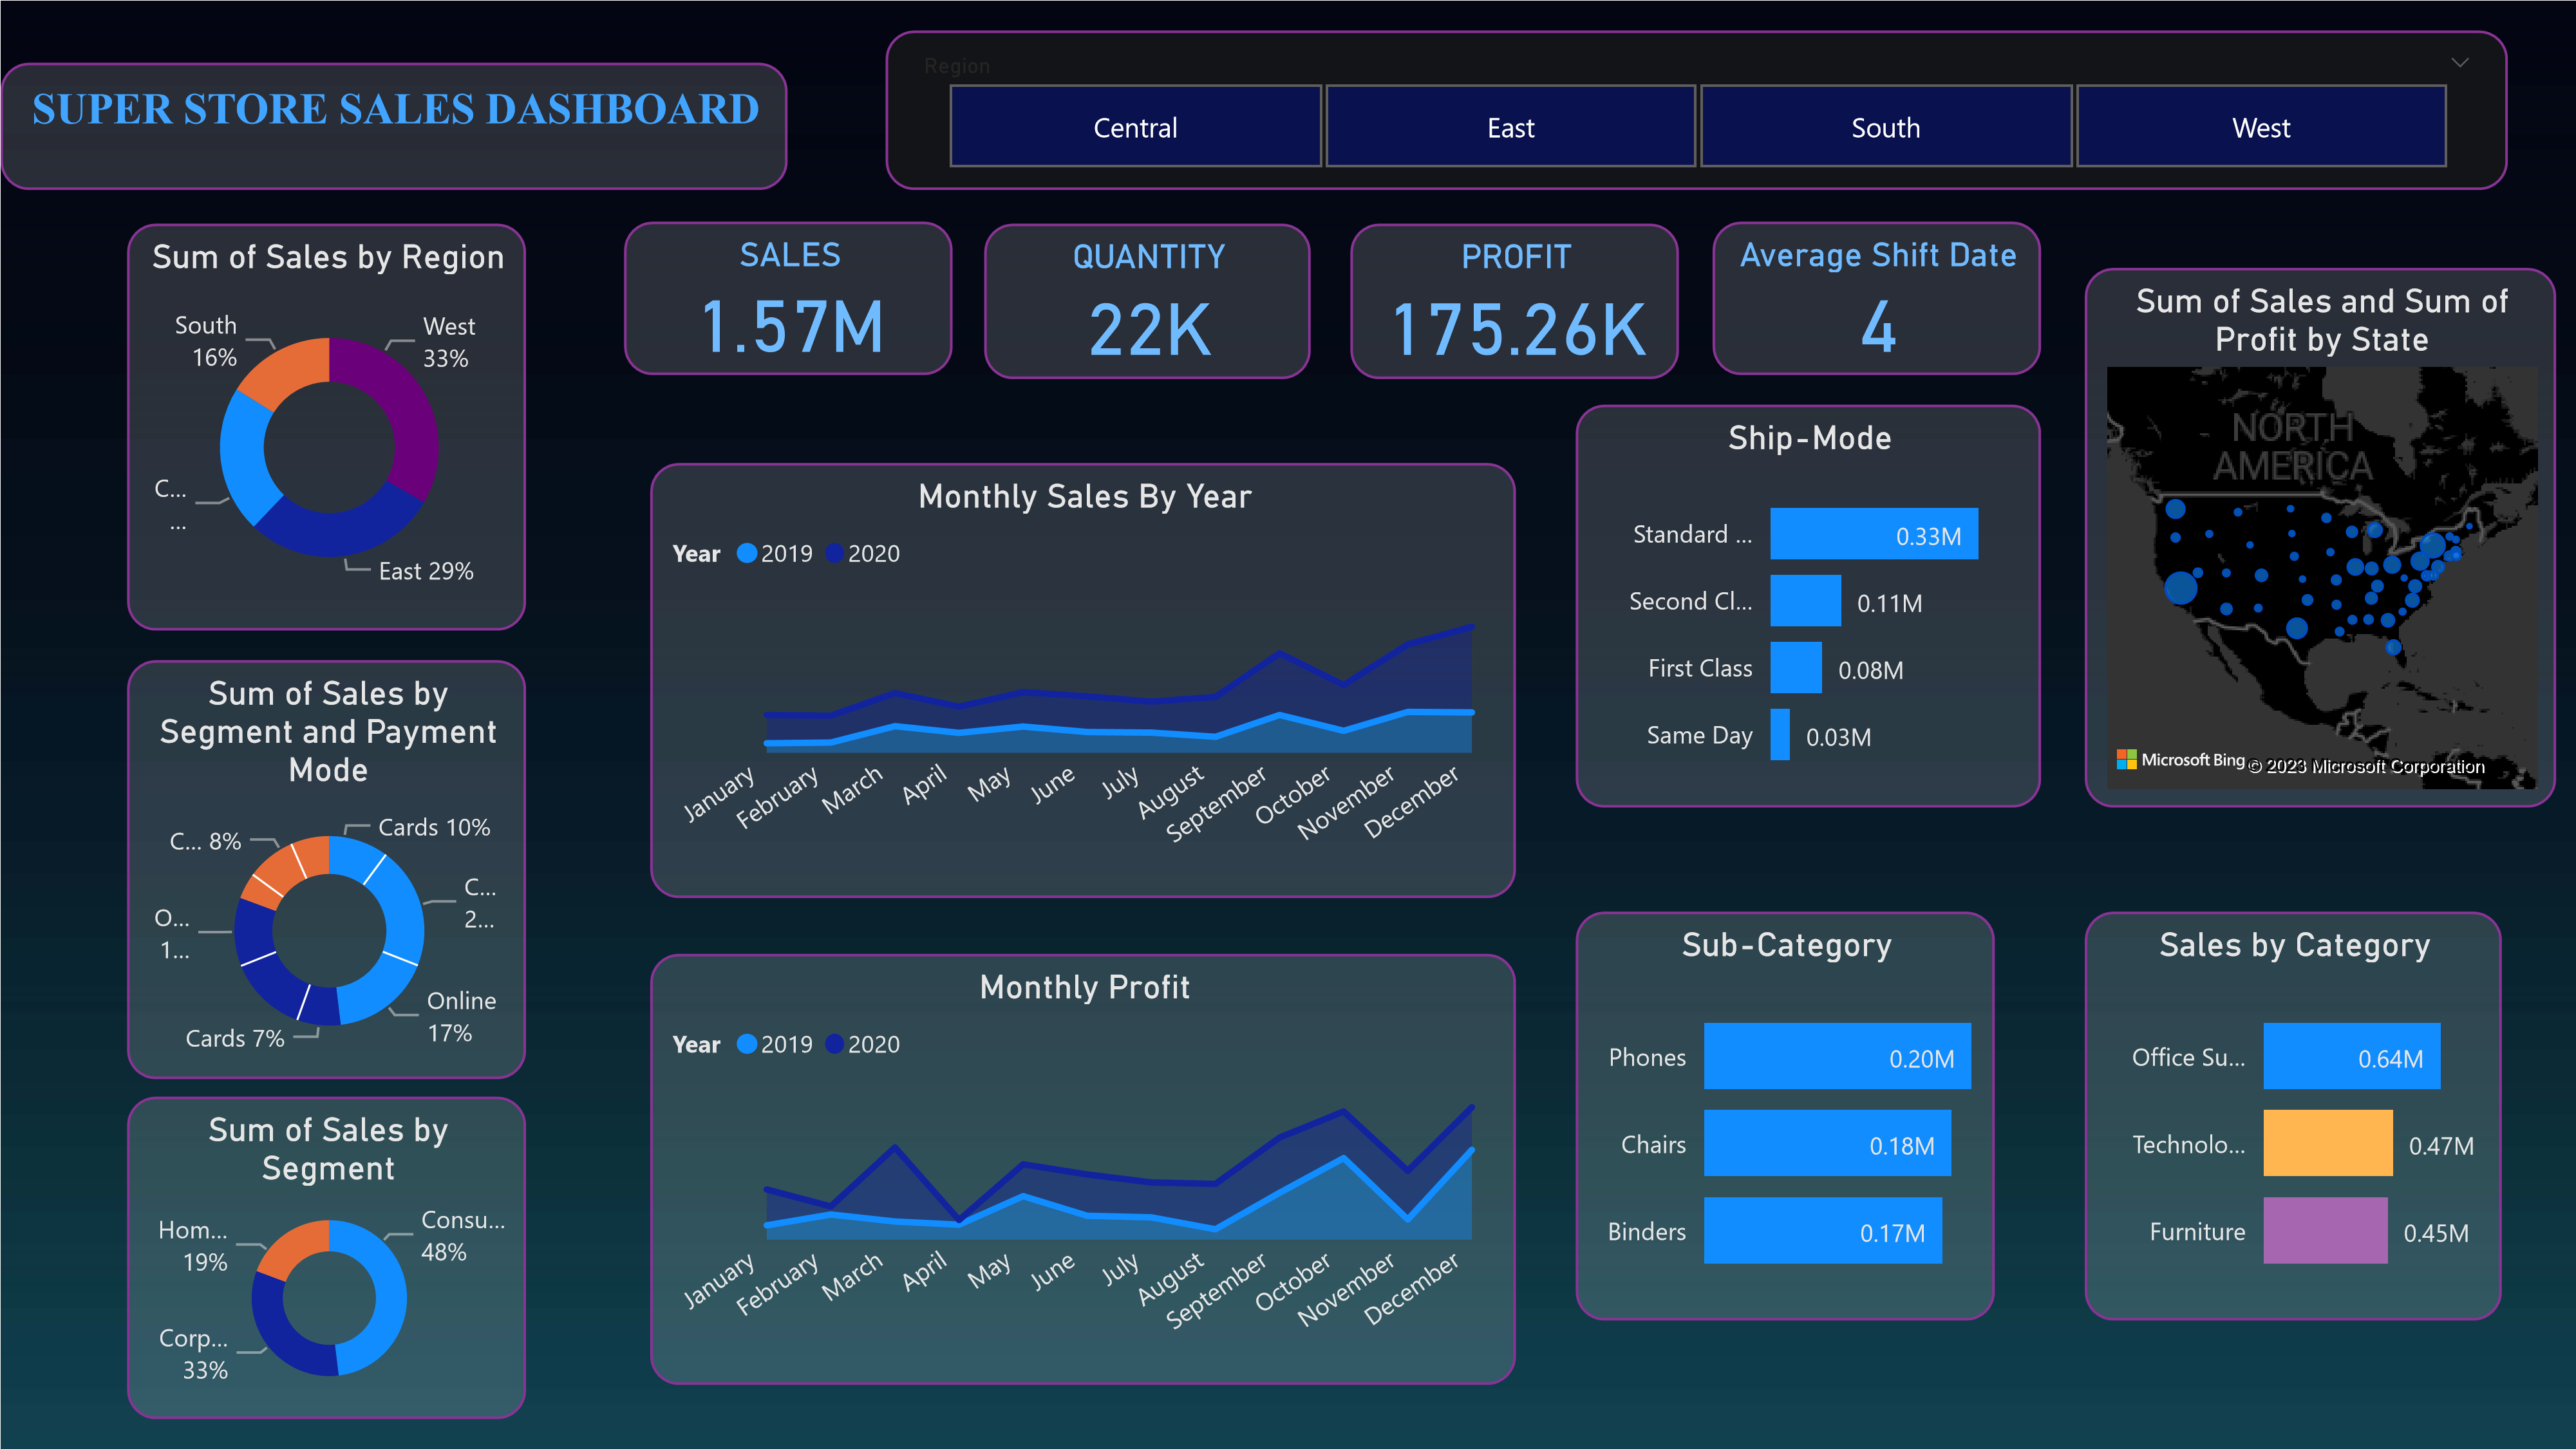 SUPER STORE SALES DASHBOARD
Region
Central
East
South
West
Sum of Sales by Region
South
16%
West
33%
C...
...
East 29%
SALES
1.57M
QUANTITY
22K
PROFIT
175.26K
Average Shift Date
4
Sum of Sales and Sum of
Profit by State
NORTH
AMERICA
Microsoft Bing
© 2023 Microsoft Corporation
Ship-Mode
Standard ...
0.33M
Second Cl...
0.11M
First Class
0.08M
Same Day
0.03M
Monthly Sales By Year
Year 2019 2020
January
February
March
April
May
June
July
August
September
October
November
December
Sum of Sales by
Segment and Payment
Mode
C... 8%
Cards 10%
C...
2...
O...
1...
Online
17%
Cards 7%
Monthly Profit
Year 2019 2020
January
February
March
April
May
June
July
August
September
October
November
December
Sub-Category
Phones
0.20M
Chairs
0.18M
Binders
0.17M
Sales by Category
Office Su...
0.64M
Technolo...
0.47M
Furniture
0.45M
Sum of Sales by
Segment
Hom...
19%
Consu...
48%
Corp...
33%